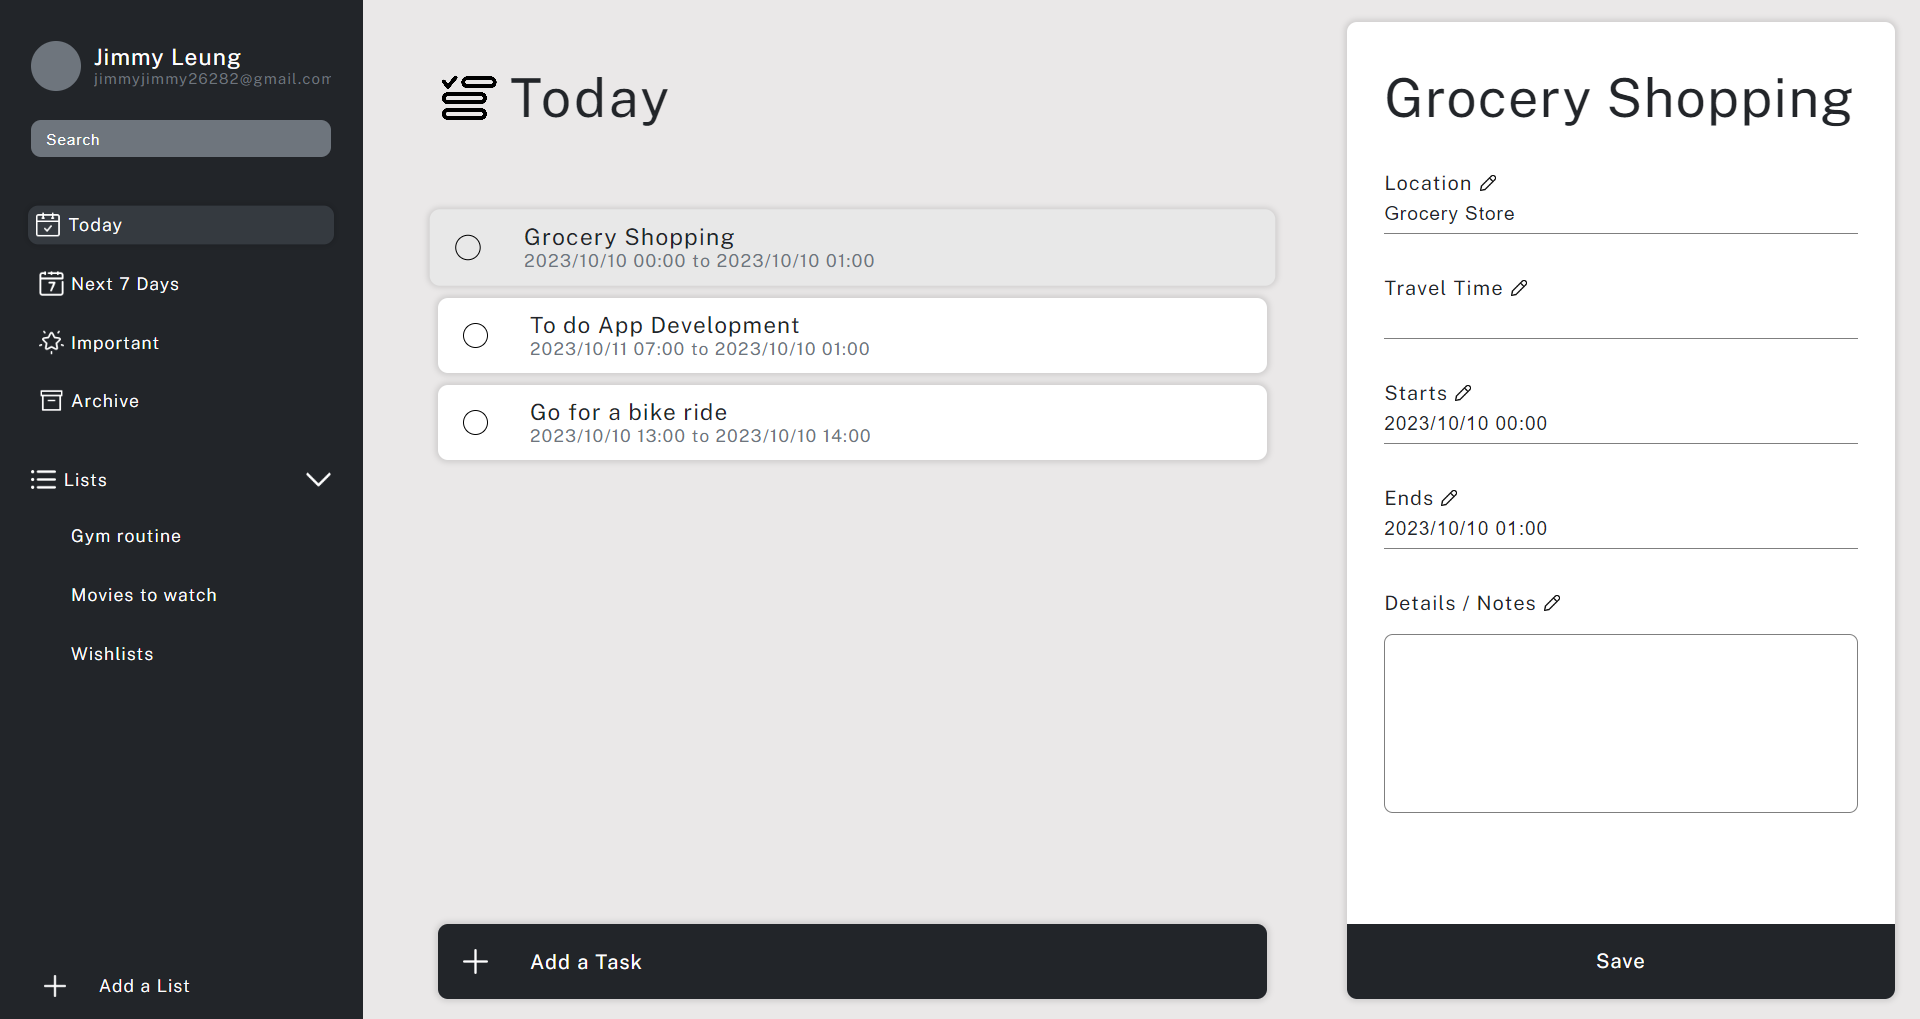 Jimmy Leung
jimmyjimmy26282@gmail.com
Search
Today
7
Next 7 Days
Important
Archive
Lists
Gym routine
Movies to watch
Wishlists
Add a List
Today
Grocery Shopping
2023/10/10 00:00 to 2023/10/10 01:00
To do App Development
2023/10/11 07:00 to 2023/10/10 01:00
Go for a bike ride
2023/10/10 13:00 to 2023/10/10 14:00
Add a Task
Grocery Shopping
Location
Grocery Store
Travel Time
Starts
2023/10/10 00:00
Ends
2023/10/10 01:00
Details / Notes
Save